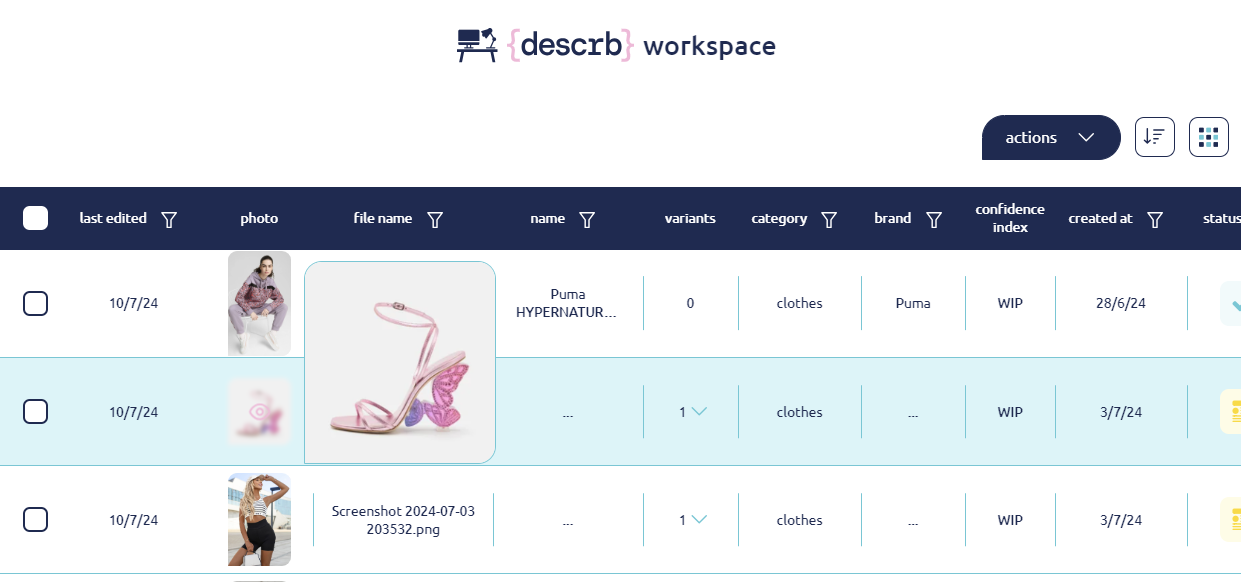 {descrb} workspace
actions
last edited photo file name name variants category brand confidence index created at status
10/7/24 Puma HYPERNATUR... 0 clothes Puma WIP 28/6/24
10/7/24 ... 1 clothes ... WIP 3/7/24
10/7/24 Screenshot 2024-07-03 203532.png ... 1 clothes ... WIP 3/7/24